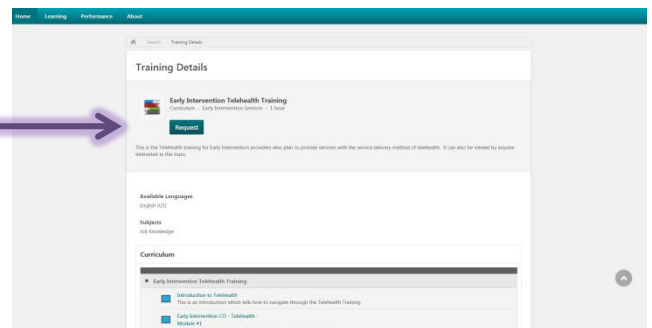 Home Learning Performance About
Search Training Details
Training Details
Early Intervention Telehealth Training
Curriculum · Early Intervention Services · 1 hour
Request
This is the Telehealth training for Early Intervention providers who plan to provide services with the service delivery method of telehealth. It can also be viewed by anyone
interested in this topic.
Available Languages
English (US)
Subjects
Job Knowledge
Curriculum
Early Intervention Telehealth Training
Introduction to Telehealth
This is an introduction which tells how to navigate through the Telehealth Training
Early Intervention CO - Telehealth -
Module #1